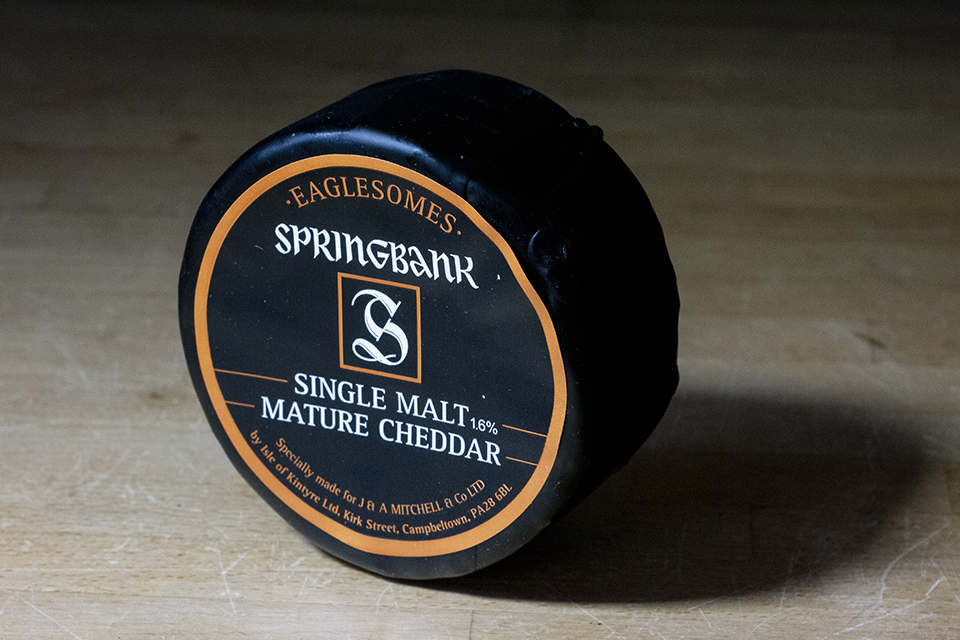 ·EAGLESOMES·
SPRINGBANK
S
SINGLE MALT 1.6%
MATURE CHEDDAR
Specially made for J & A MITCHELL & Co LTD
by Isle of Kintyre Ltd, Kirk Street, Campbeltown, PA28 6BL